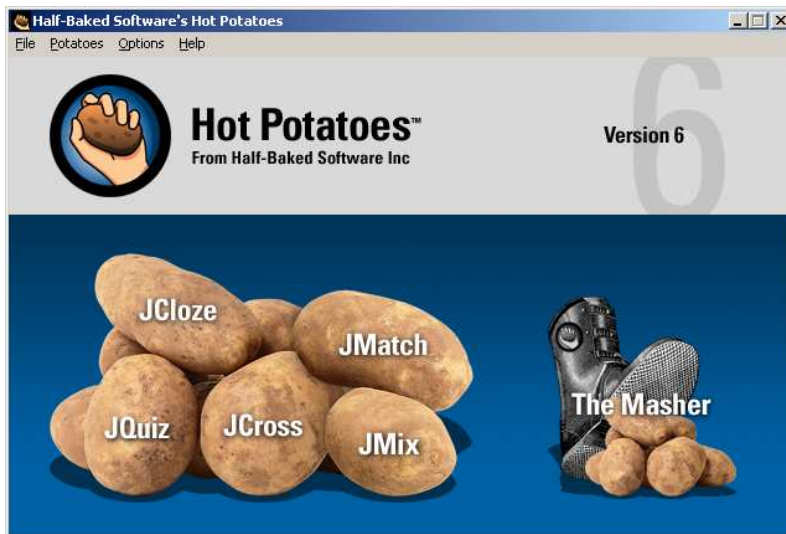 Half-Baked Software's Hot Potatoes
File Potatoes Options Help
Hot Potatoes™
From Half-Baked Software Inc
Version 6
6
JCloze
JMatch
JQuiz
JCross
JMix
The Masher